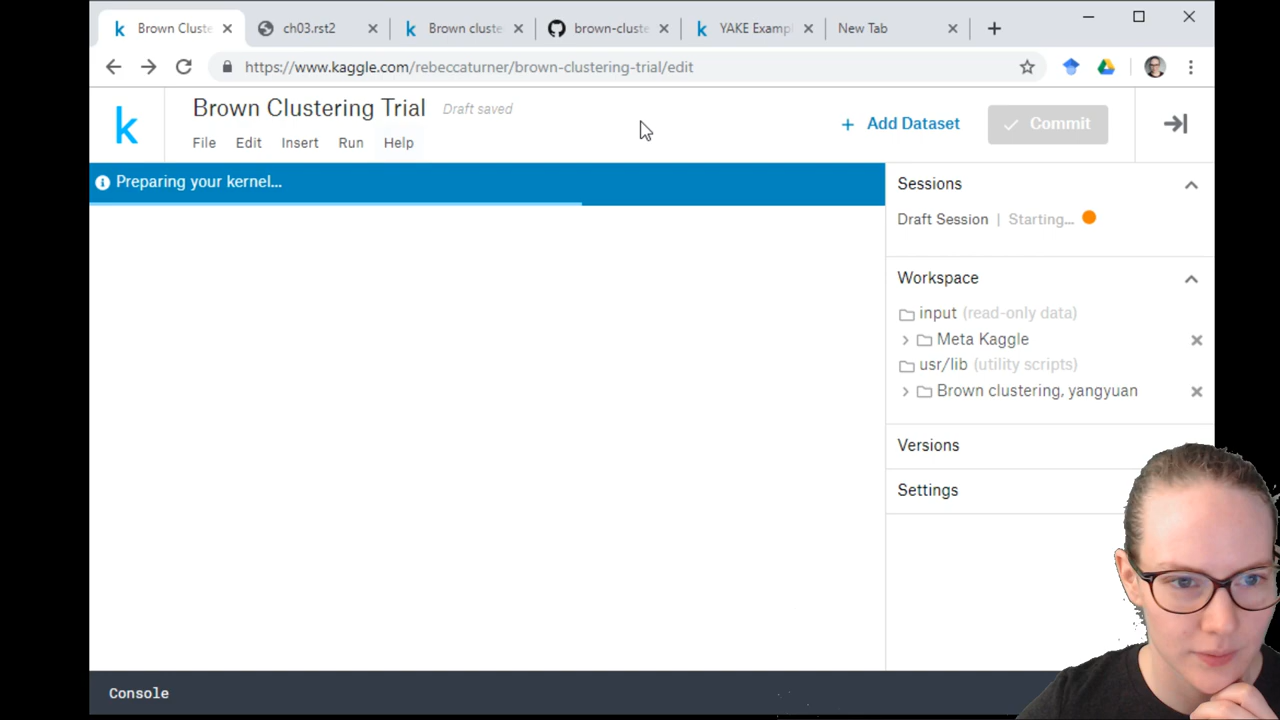 Brown Cluste
ch03.rst2
Brown cluste
brown-cluste
YAKE Exampl
New Tab
https://www.kaggle.com/rebeccaturner/brown-clustering-trial/edit
Brown Clustering Trial
Draft saved
File
Edit
Insert
Run
Help
+ Add Dataset
Commit
Preparing your kernel...
Sessions
Draft Session | Starting...
Workspace
input (read-only data)
Meta Kaggle
usr/lib (utility scripts)
Brown clustering, yangyuan
Versions
Settings
Console